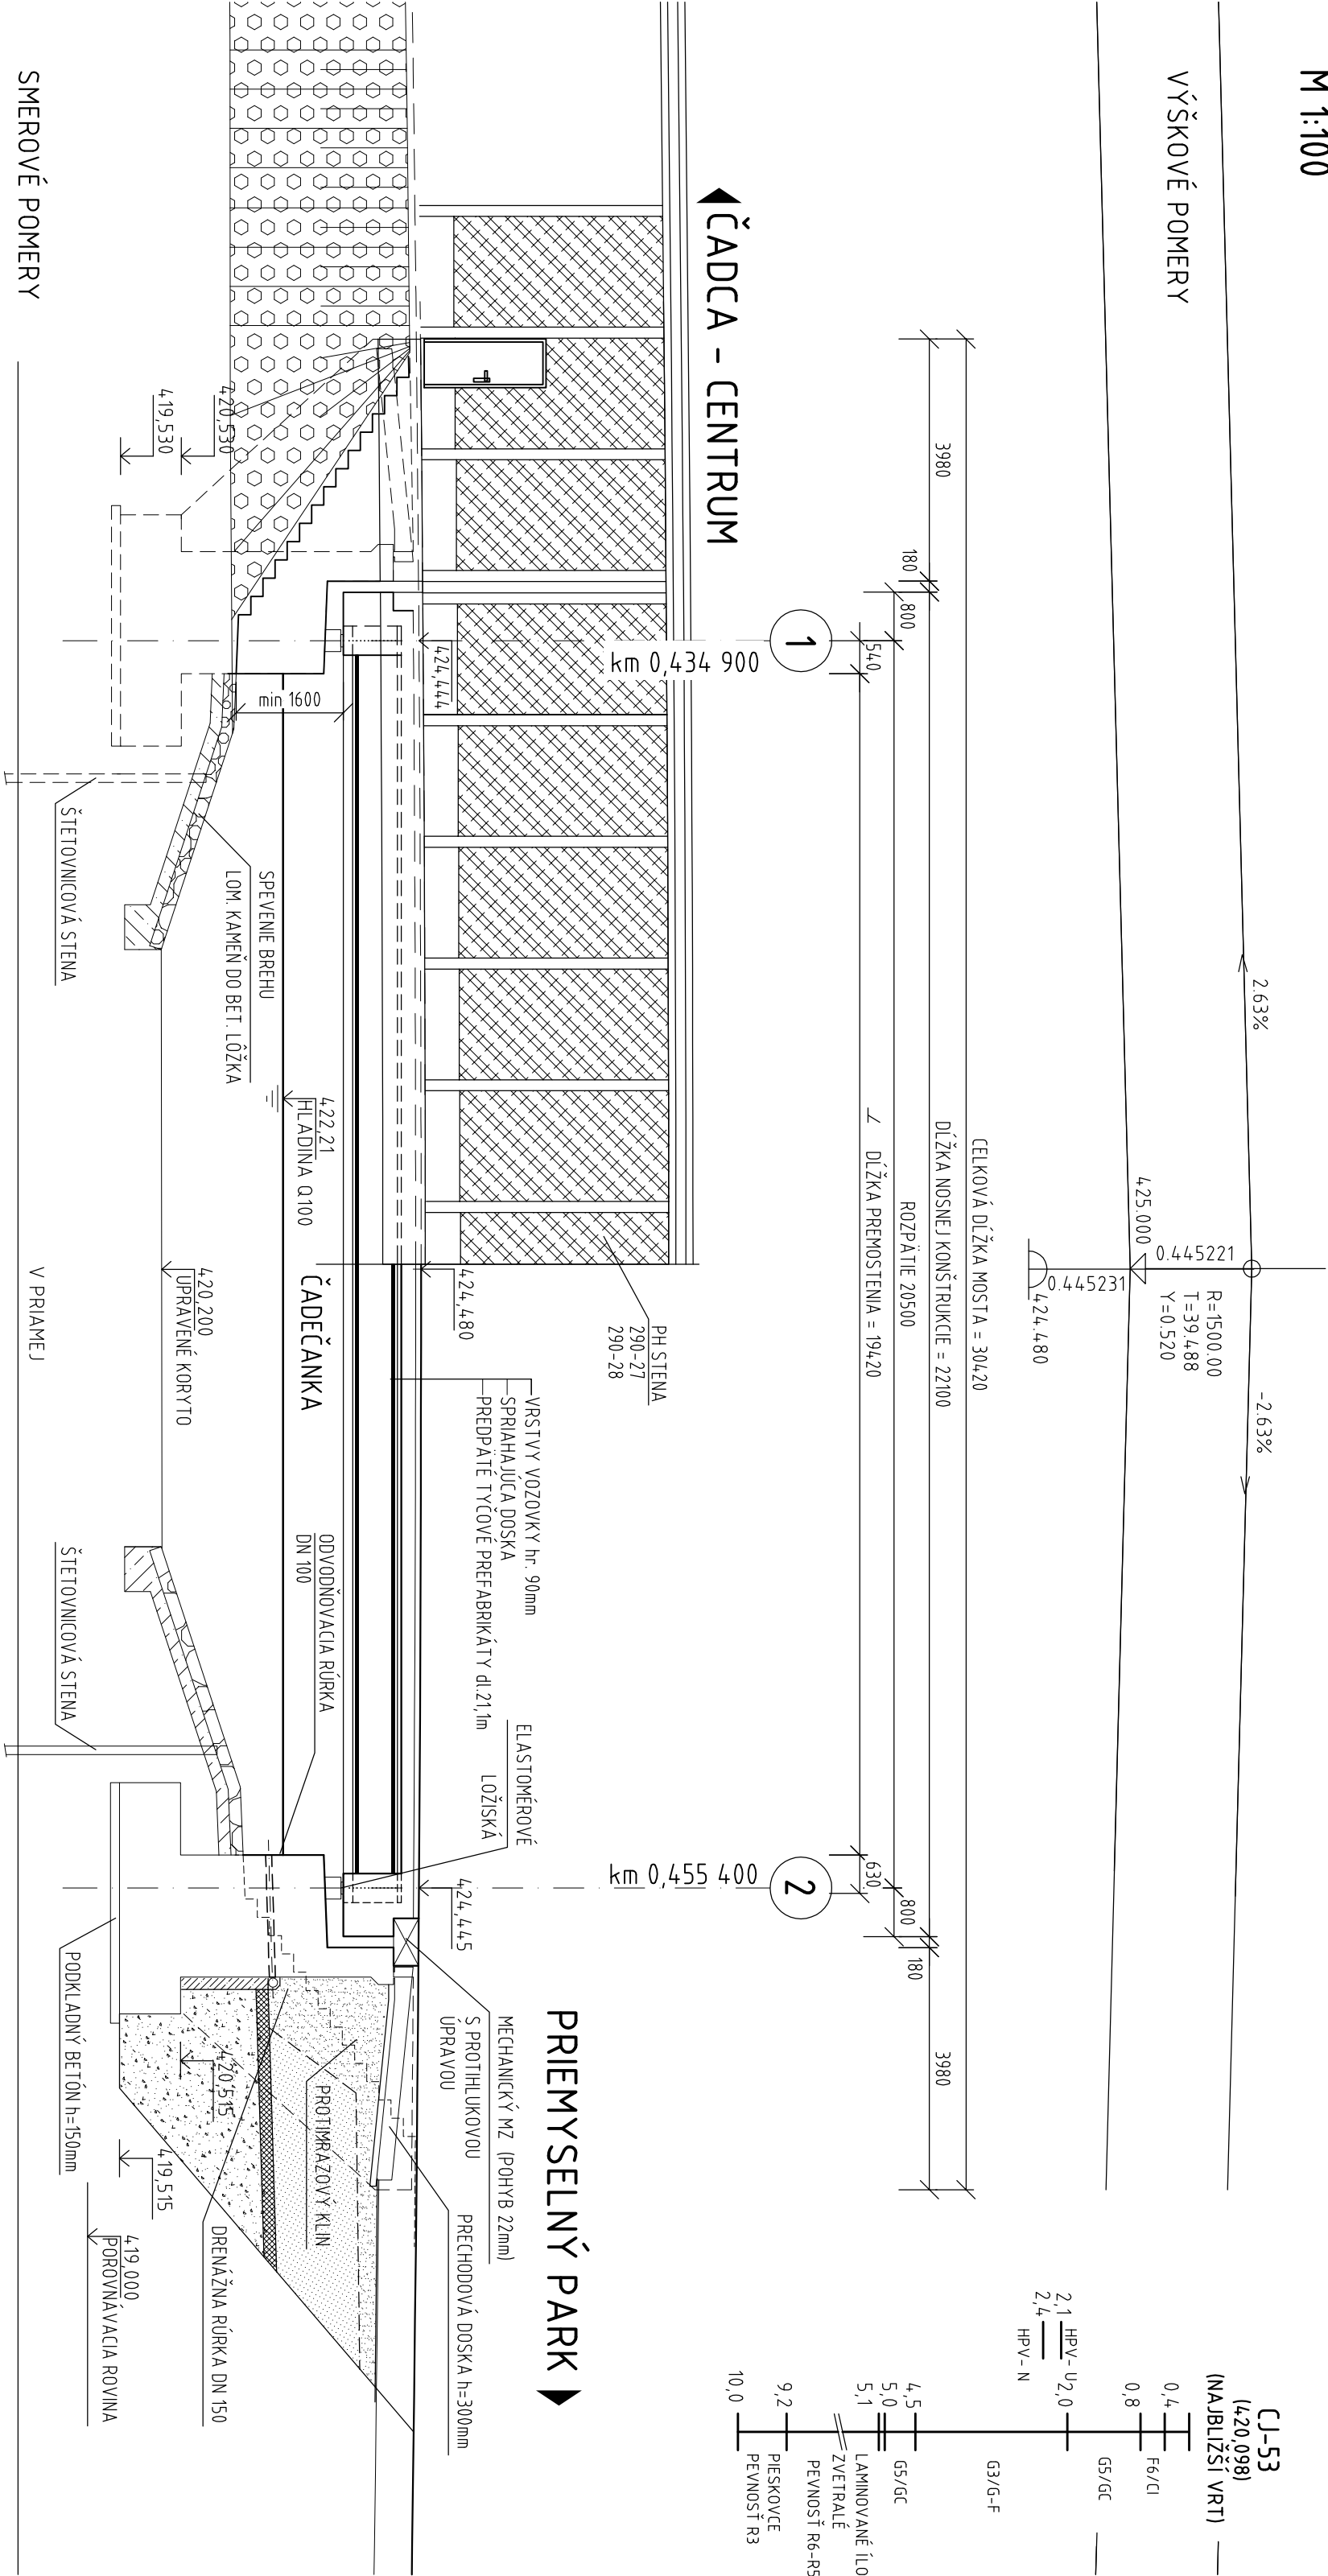 M 1:100
VÝŠKOVÉ POMERY
2.63%
-2.63%
0.445221
425.000
0.445231
424.480
R=1500.00
T=39.488
Y=0.520
CELKOVÁ DĹŽKA MOSTA = 30420
3980
180
DĹŽKA NOSNEJ KONŠTRUKCIE = 22100
180
3980
800
ROZPÄTIE 20500
800
540
DĹŽKA PREMOSTENIA = 19420
630
1
km 0,434 900
2
km 0,455 400
ČADCA - CENTRUM
PRIEMYSELNÝ PARK
PH STENA
290-27
290-28
VRSTVY VOZOVKY hr. 90mm
SPRIAHAJÚCA DOSKA
PREDPÄTÉ TYČOVÉ PREFABRIKÁTY dl.21,1m
ELASTOMÉROVÉ
LOŽISKÁ
MECHANICKÝ MZ (POHYB 22mm)
S PROTIHLUKOVOU
ÚPRAVOU
PRECHODOVÁ DOSKA h=300mm
424,444
424,480
424,445
min 1600
422,21
HLADINA Q100
ČADEČANKA
ODVODŇOVACIA RÚRKA
DN 100
PROTIMRAZOVÝ KLIN
SPEVENIE BREHU
LOM. KAMEŇ DO BET. LÔŽKA
420,200
UPRAVENÉ KORYTO
420,530
419,530
420,515
419,515
DRENÁŽNA RÚRKA DN 150
419,000
POROVNÁVACIA ROVINA
ŠTETOVNICOVÁ STENA
ŠTETOVNICOVÁ STENA
PODKLADNÝ BETÓN h=150mm
SMEROVÉ POMERY
V PRIAMEJ
CJ-53
(420,098)
(NAJBLIŽŠÍ VRT)
0,4
F6/CI
0,8
G5/GC
2,0
2,1 HPV-U
2,4 HPV-N
G3/G-F
4,5
G5/GC
5,0
5,1
ZVETRALÉ
PEVNOSŤ R6-R5
9,2
PIESKOVCE
PEVNOSŤ R3
10,0